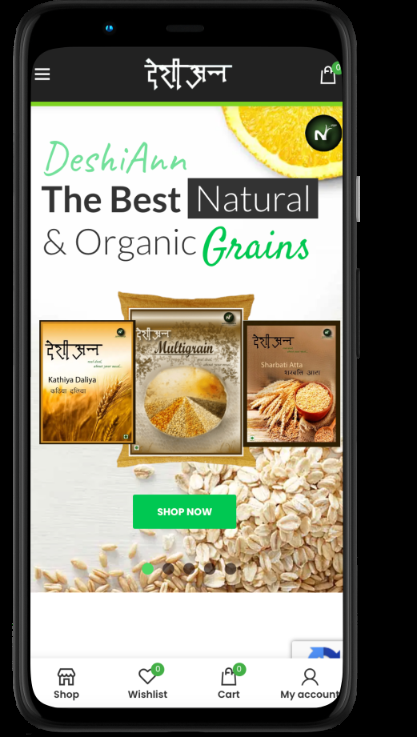 देशी अन्न
0
N
DeshiAnn
The Best Natural
& Organic Grains
देशी अन्न
Kathiya Daliya
कठिया दलिया
देशी अन्न
Multigrain
देशी अन्न
Sharbati Atta
शरबती आटा
SHOP NOW
0
0
Shop
Wishlist
Cart
My account